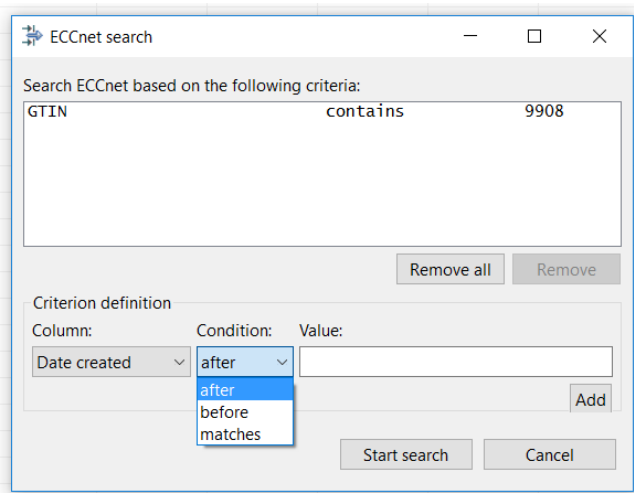 ECCnet search
Search ECCnet based on the following criteria:
GTIN contains 9908
Remove all Remove
Criterion definition
Column: Condition: Value:
Date created after
after
before
matches
Add
Start search Cancel